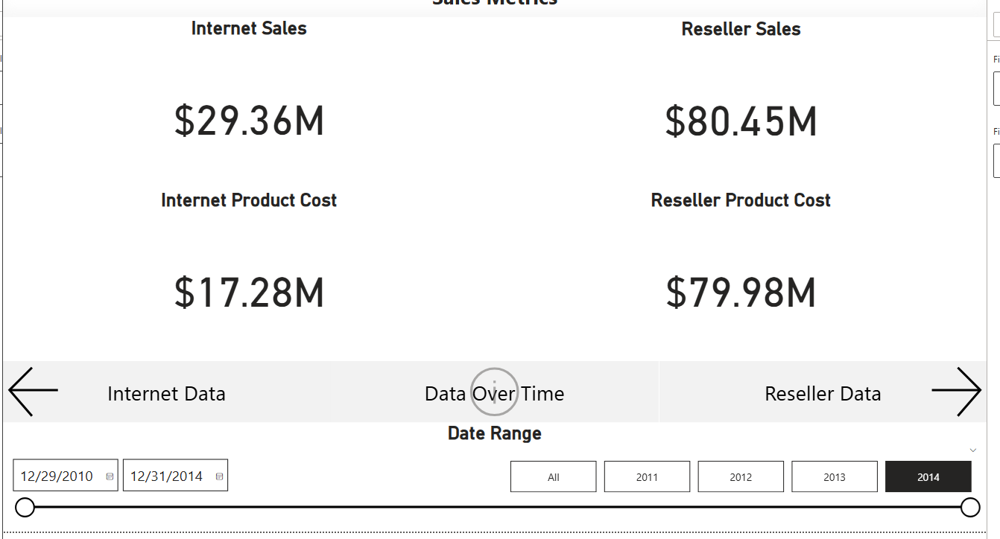 Sales Metrics
Internet Sales
Reseller Sales
$29.36M
$80.45M
Internet Product Cost
Reseller Product Cost
$17.28M
$79.98M
Internet Data
Data Over Time
Reseller Data
Date Range
12/29/2010
12/31/2014
All
2011
2012
2013
2014
Fi
Fi